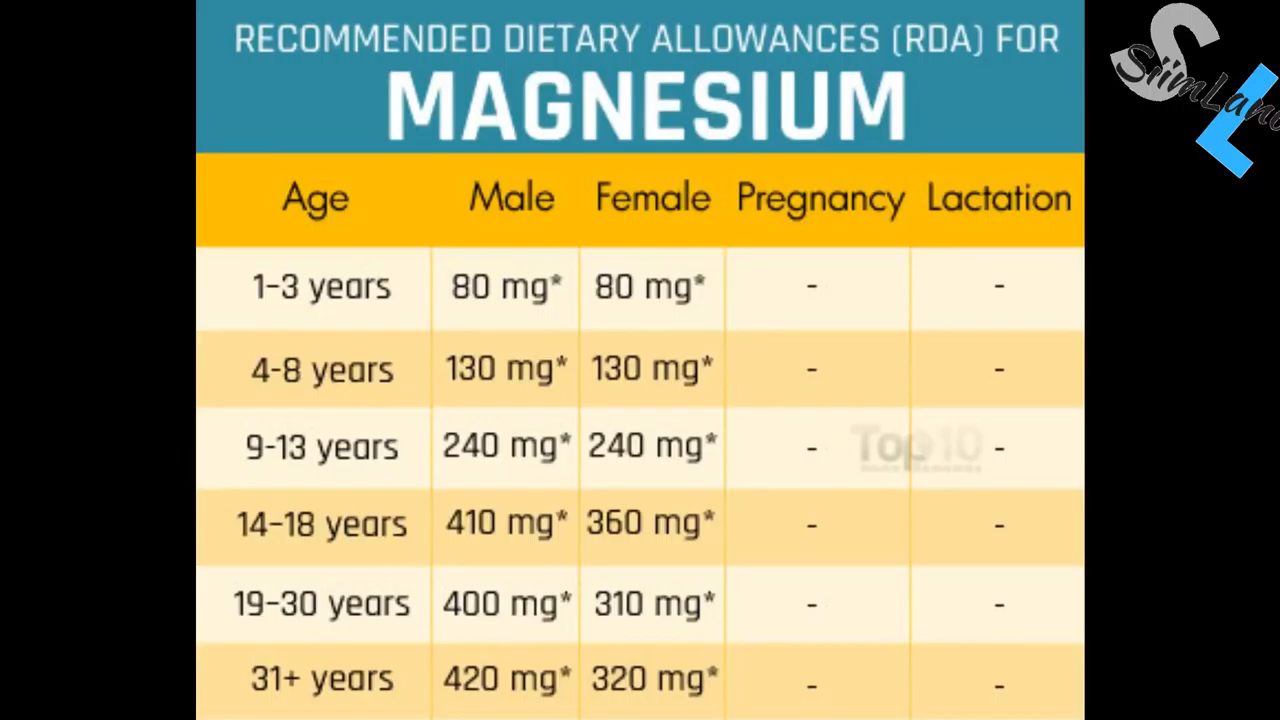 RECOMMENDED DIETARY ALLOWANCES (RDA) FOR
MAGNESIUM
Age Male Female Pregnancy Lactation
1-3 years 80 mg* 80 mg* - -
4-8 years 130 mg* 130 mg* - -
9-13 years 240 mg* 240 mg* - -
14-18 years 410 mg* 360 mg* - -
19-30 years 400 mg* 310 mg* - -
31+ years 420 mg* 320 mg* - -
SiimLand
Top10